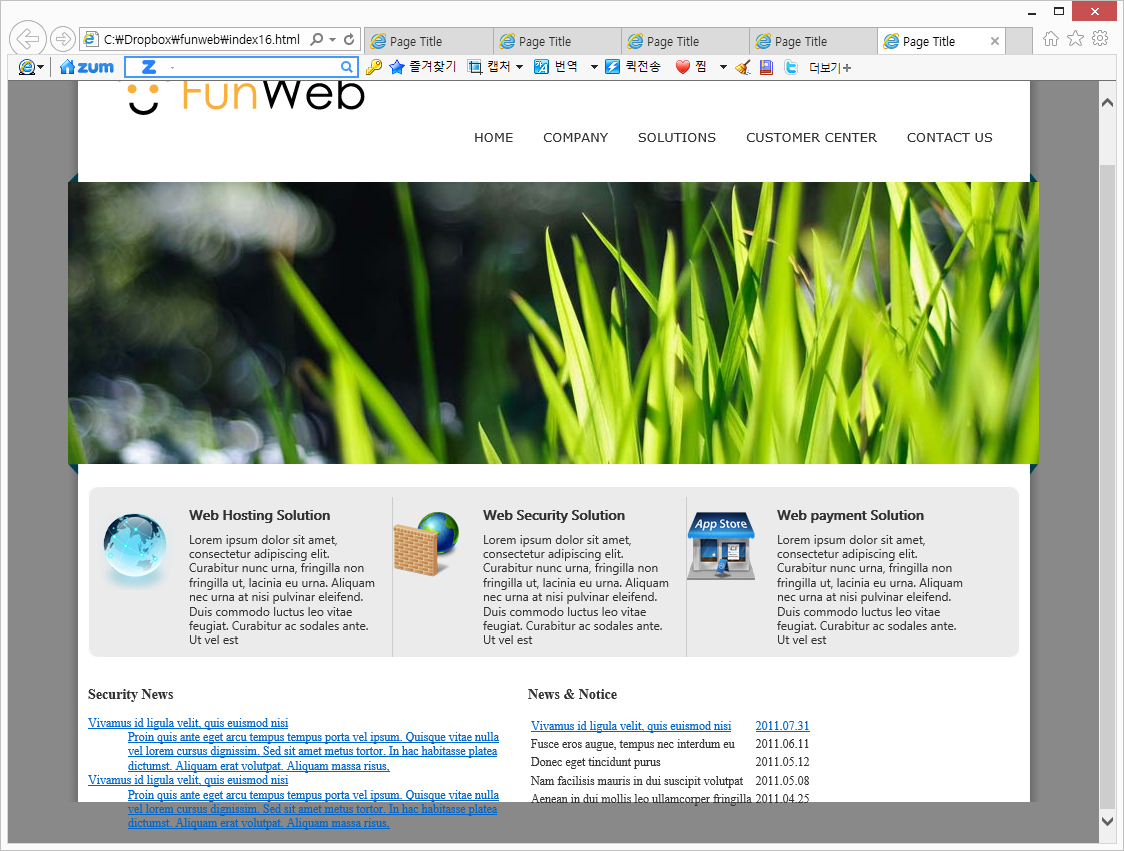 C:₩Dropbox₩funweb₩index16.html
Page Title
Page Title
Page Title
Page Title
Page Title
zum
Z
즐겨찾기
캡처
번역
퀵전송
찜
더보기+
FunWeb
HOME
COMPANY
SOLUTIONS
CUSTOMER CENTER
CONTACT US
Web Hosting Solution
Lorem ipsum dolor sit amet,
consectetur adipiscing elit.
Curabitur nunc urna, fringilla non
fringilla ut, lacinia eu urna. Aliquam
nec urna at nisi pulvinar eleifend.
Duis commodo luctus leo vitae
feugiat. Curabitur ac sodales ante.
Ut vel est
Web Security Solution
Lorem ipsum dolor sit amet,
consectetur adipiscing elit.
Curabitur nunc urna, fringilla non
fringilla ut, lacinia eu urna. Aliquam
nec urna at nisi pulvinar eleifend.
Duis commodo luctus leo vitae
feugiat. Curabitur ac sodales ante.
Ut vel est
App Store
Web payment Solution
Lorem ipsum dolor sit amet,
consectetur adipiscing elit.
Curabitur nunc urna, fringilla non
fringilla ut, lacinia eu urna. Aliquam
nec urna at nisi pulvinar eleifend.
Duis commodo luctus leo vitae
feugiat. Curabitur ac sodales ante.
Ut vel est
Security News
Vivamus id ligula velit, quis euismod nisi
Proin quis ante eget arcu tempus tempus porta vel ipsum. Quisque vitae nulla
vel lorem cursus dignissim. Sed sit amet metus tortor. In hac habitasse platea
dictumst. Aliquam erat volutpat. Aliquam massa risus,
Vivamus id ligula velit, quis euismod nisi
Proin quis ante eget arcu tempus tempus porta vel ipsum. Quisque vitae nulla
vel lorem cursus dignissim. Sed sit amet metus tortor. In hac habitasse platea
dictumst. Aliquam erat volutpat. Aliquam massa risus,
News & Notice
Vivamus id ligula velit, quis euismod nisi 2011.07.31
Fusce eros augue, tempus nec interdum eu 2011.06.11
Donec eget tincidunt purus 2011.05.12
Nam facilisis mauris in dui suscipit volutpat 2011.05.08
Aenean in dui mollis leo ullamcorper fringilla 2011.04.25